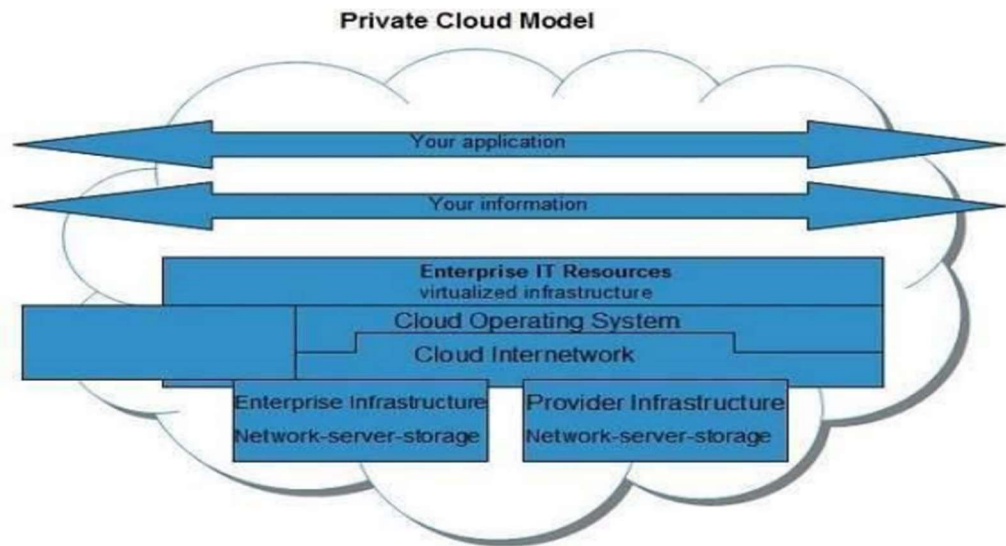 Private Cloud Model
Your application
Your information
Enterprise IT Resources
virtualized infrastructure
Cloud Operating System
Cloud Internetwork
Enterprise Infrastructure
Network-server-storage
Provider Infrastructure
Network-server-storage